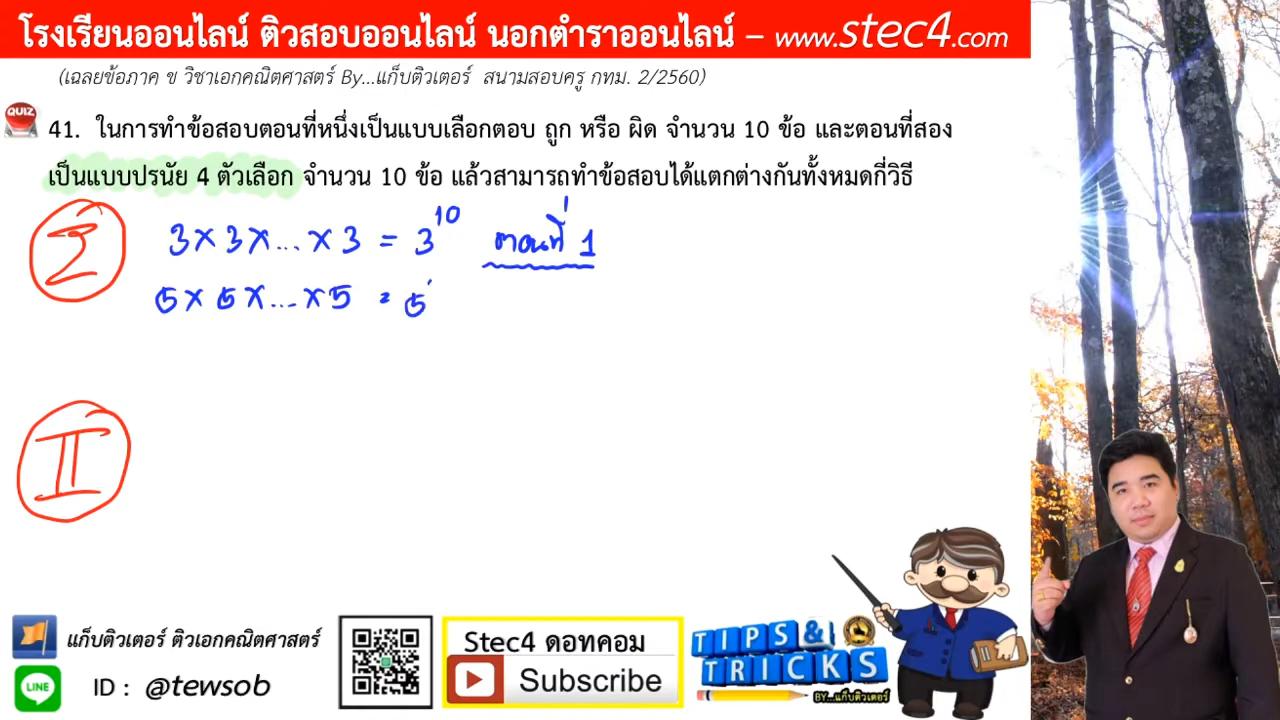 โรงเรียนออนไลน์ ติวสอบออนไลน์ นอกตำราออนไลน์ – www.stec4.com
(เฉลยข้อภาค ข วิชาเอกคณิตศาสตร์ By...แก็บติวเตอร์ สนามสอบครู กทม. 2/2560)
QUIZ
41. ในการทำข้อสอบตอนที่หนึ่งเป็นแบบเลือกตอบ ถูก หรือ ผิด จำนวน 10 ข้อ และตอนที่สอง
เป็นแบบปรนัย 4 ตัวเลือก จำนวน 10 ข้อ แล้วสามารถทำข้อสอบได้แตกต่างกันทั้งหมดกี่วิธี
I 3 × 3 × ... × 3 = 3^10 ตอนที่ 1
5 × 5 × ... × 5 = 5
II
แก็บติวเตอร์ ติวเอกคณิตศาสตร์
LINE ID : @tewsob
Stec4 ดอทคอม
Subscribe
TIPS &
TRICKS
BY...แก็บติวเตอร์